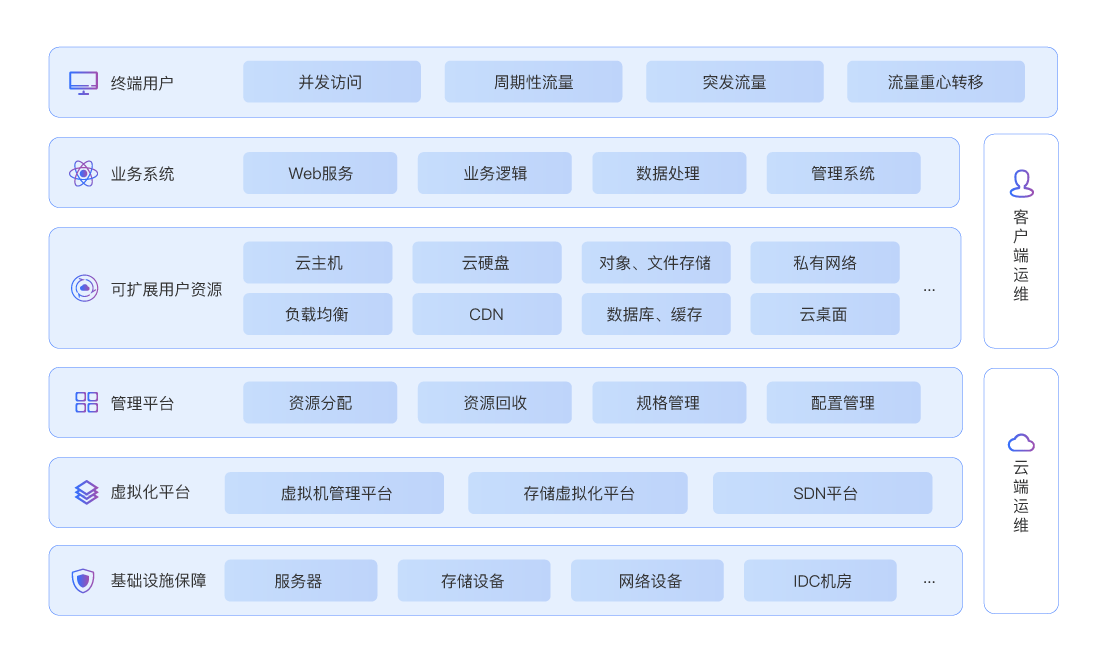 终端用户
并发访问
周期性流量
突发流量
流量重心转移
业务系统
Web服务
业务逻辑
数据处理
管理系统
客户端运维
可扩展用户资源
云主机
云硬盘
对象、文件存储
私有网络
负载均衡
CDN
数据库、缓存
云桌面
...
管理平台
资源分配
资源回收
规格管理
配置管理
云端运维
虚拟化平台
虚拟机管理平台
存储虚拟化平台
SDN平台
基础设施保障
服务器
存储设备
网络设备
IDC机房
...